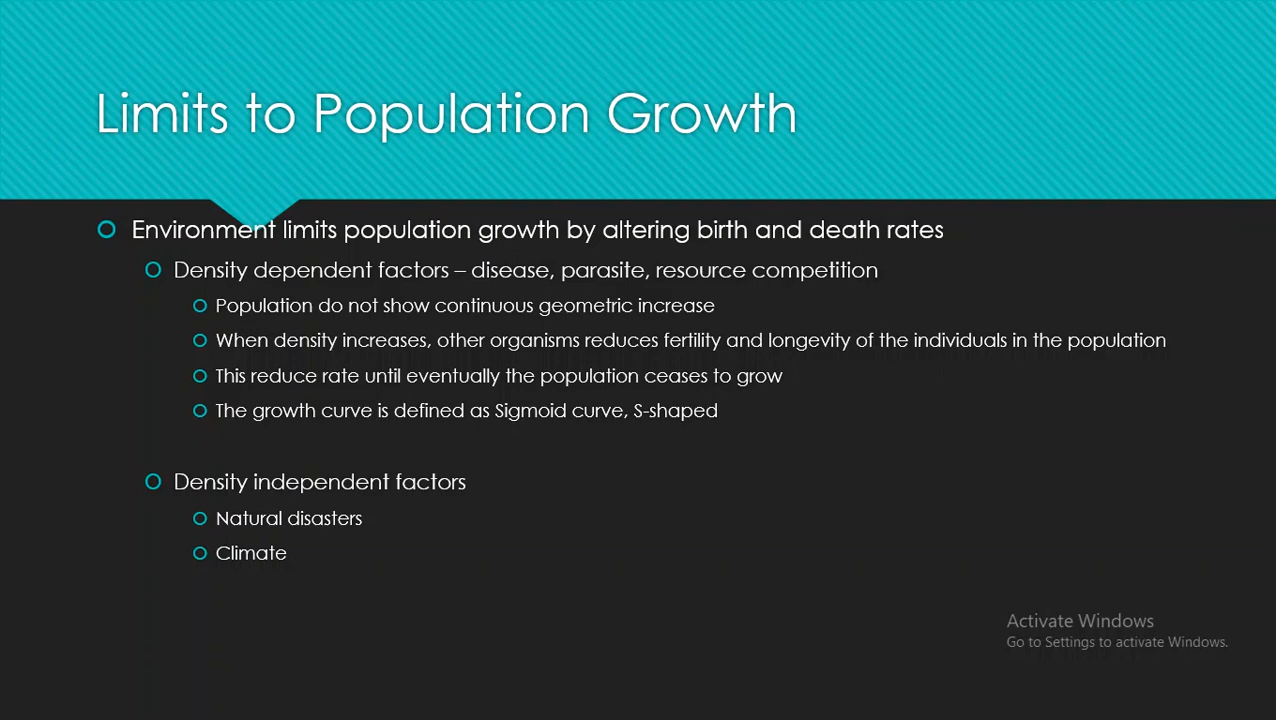 Limits to Population Growth
Environment limits population growth by altering birth and death rates
Density dependent factors – disease, parasite, resource competition
Population do not show continuous geometric increase
When density increases, other organisms reduces fertility and longevity of the individuals in the population
This reduce rate until eventually the population ceases to grow
The growth curve is defined as Sigmoid curve, S-shaped
Density independent factors
Natural disasters
Climate
Activate Windows
Go to Settings to activate Windows.